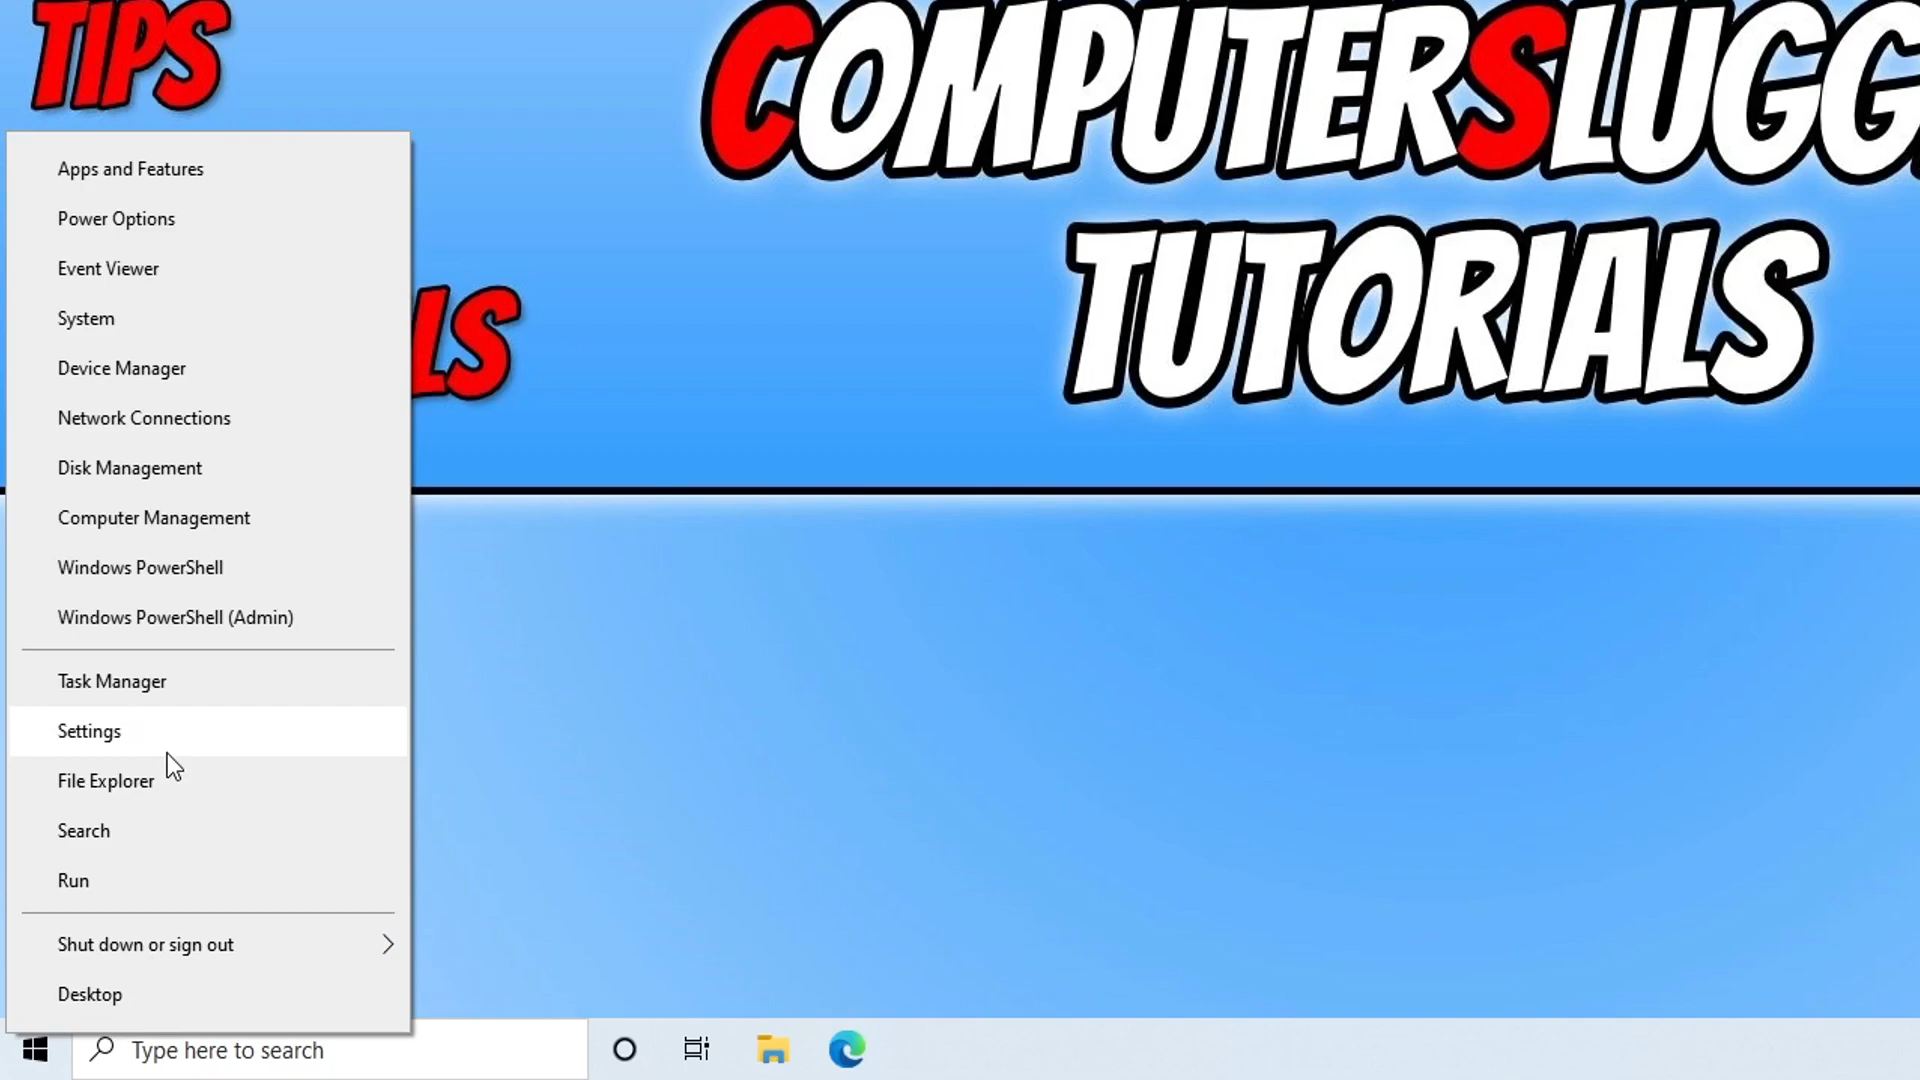 TIPS
COMPUTERSLUGG
TUTORIALS
LS
Apps and Features
Power Options
Event Viewer
System
Device Manager
Network Connections
Disk Management
Computer Management
Windows PowerShell
Windows PowerShell (Admin)
Task Manager
Settings
File Explorer
Search
Run
Shut down or sign out
Desktop
Type here to search